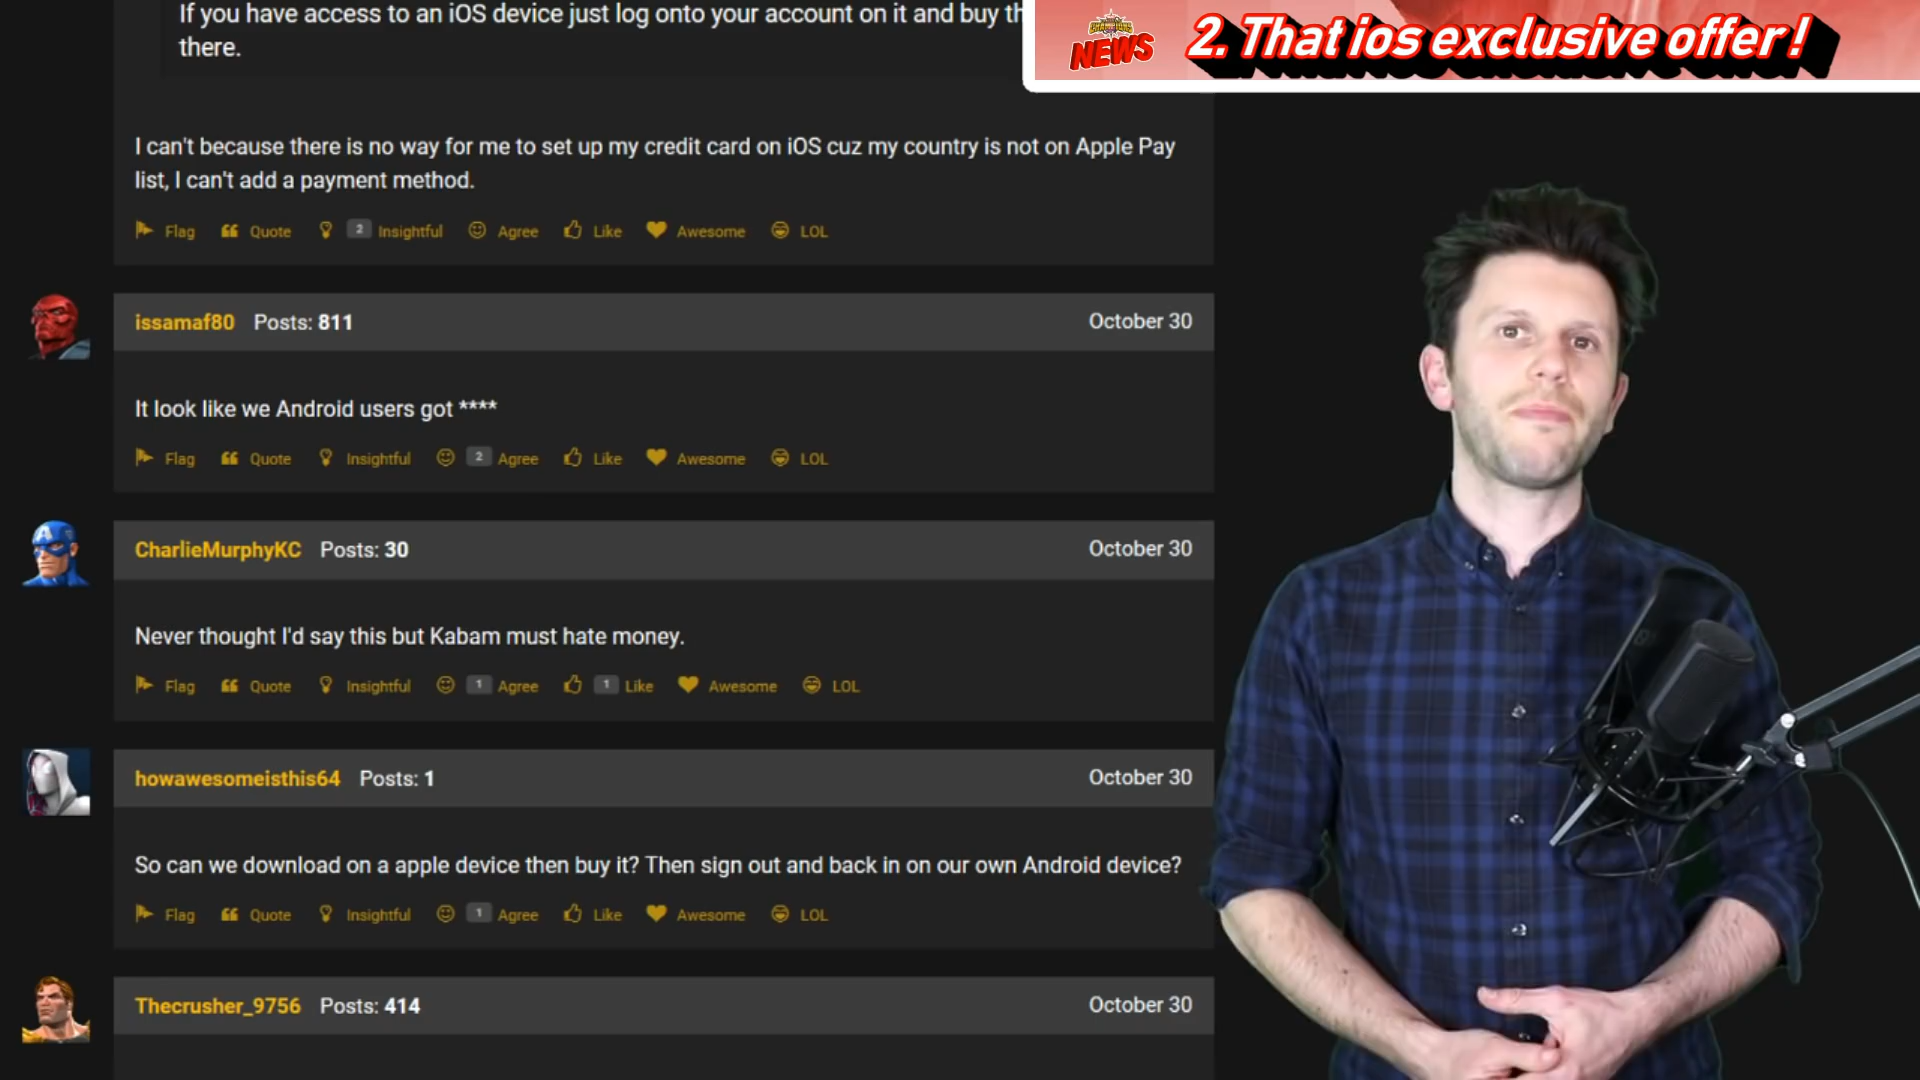 If you have access to an iOS device just log onto your account on it and buy th
there.
CHAMPIONS
NEWS
2. That ios exclusive offer!
I can't because there is no way for me to set up my credit card on iOS cuz my country is not on Apple Pay
list, I can't add a payment method.
Flag Quote 2 Insightful Agree Like Awesome LOL
issamaf80 Posts: 811 October 30
It look like we Android users got ****
Flag Quote Insightful 2 Agree Like Awesome LOL
CharlieMurphyKC Posts: 30 October 30
Never thought I'd say this but Kabam must hate money.
Flag Quote Insightful 1 Agree 1 Like Awesome LOL
howawesomeisthis64 Posts: 1 October 30
So can we download on a apple device then buy it? Then sign out and back in on our own Android device?
Flag Quote Insightful 1 Agree Like Awesome LOL
Thecrusher_9756 Posts: 414 October 30